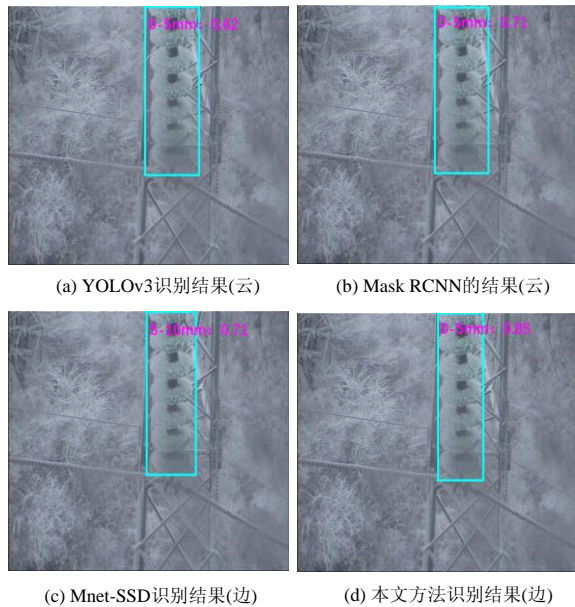 0-5mm: 0.62
0-5mm: 0.71
(a) YOLOv3识别结果(云)
(b) Mask RCNN的结果(云)
5-10mm: 0.71
0-5mm: 0.85
(c) Mnet-SSD识别结果(边)
(d) 本文方法识别结果(边)